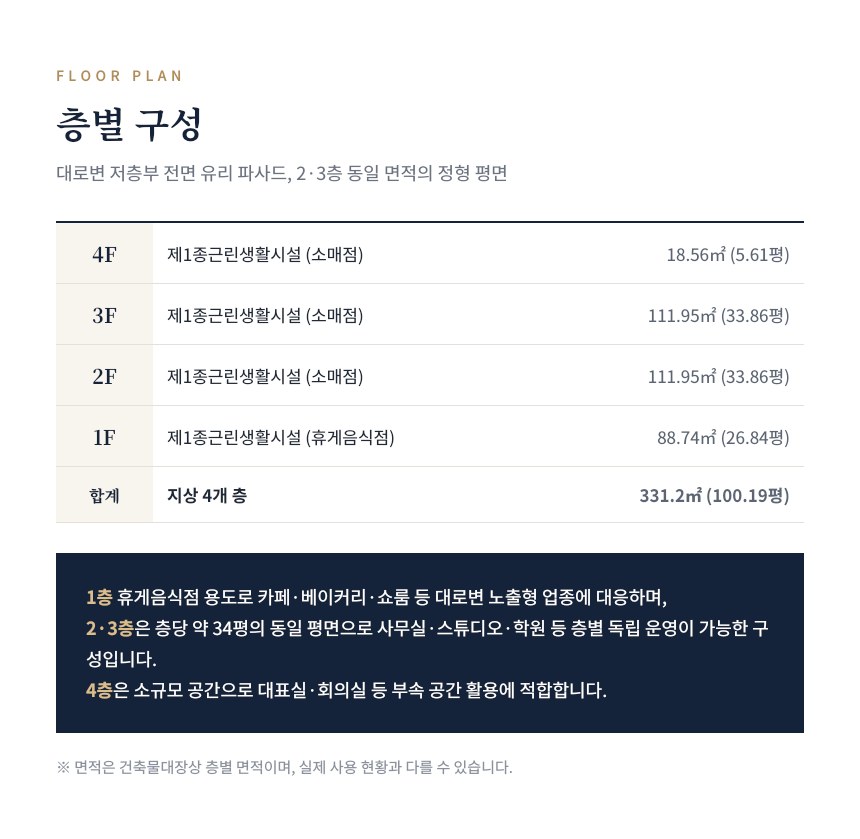 FLOOR PLAN
층별 구성
대로변 저층부 전면 유리 파사드, 2·3층 동일 면적의 정형 평면
4F 제1종근린생활시설 (소매점) 18.56㎡ (5.61평)
3F 제1종근린생활시설 (소매점) 111.95㎡ (33.86평)
2F 제1종근린생활시설 (소매점) 111.95㎡ (33.86평)
1F 제1종근린생활시설 (휴게음식점) 88.74㎡ (26.84평)
합계 지상 4개 층 331.2㎡ (100.19평)
1층 휴게음식점 용도로 카페·베이커리·쇼룸 등 대로변 노출형 업종에 대응하며,
2·3층은 층당 약 34평의 동일 평면으로 사무실·스튜디오·학원 등 층별 독립 운영이 가능한 구
성입니다.
4층은 소규모 공간으로 대표실·회의실 등 부속 공간 활용에 적합합니다.
※ 면적은 건축물대장상 층별 면적이며, 실제 사용 현황과 다를 수 있습니다.